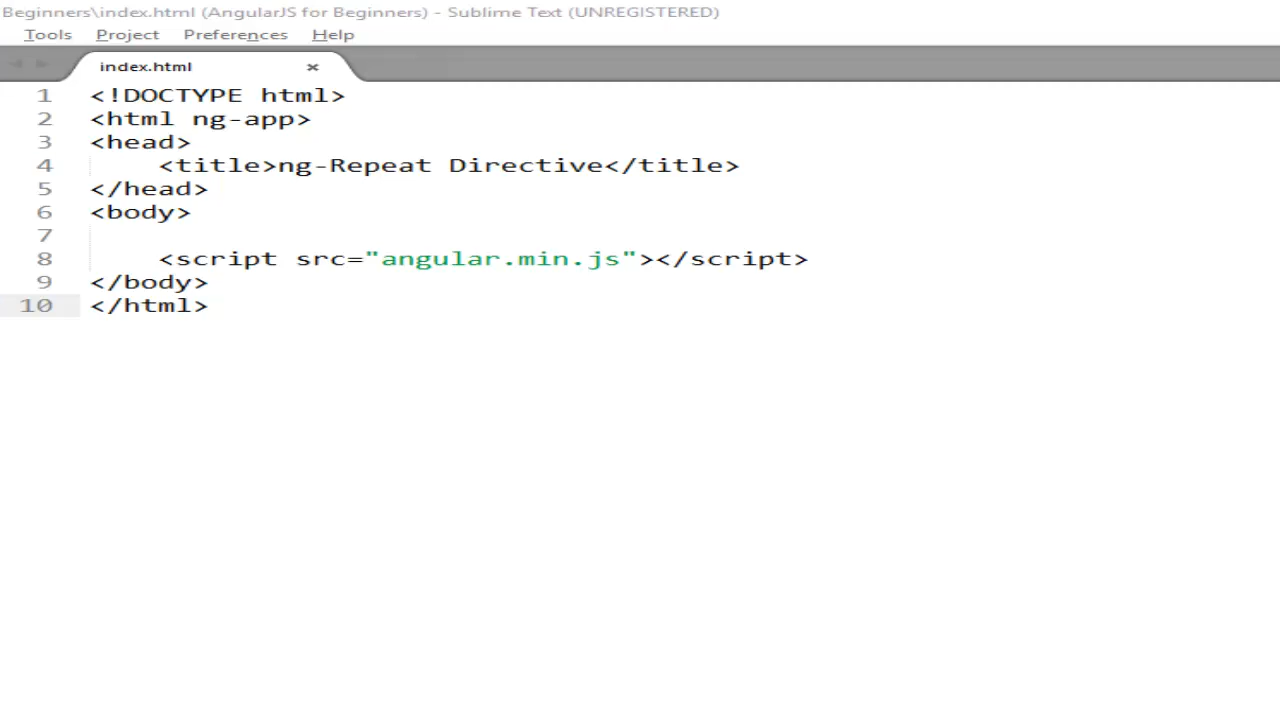 Beginners\index.html (AngularJS for Beginners) - Sublime Text (UNREGISTERED)
Tools Project Preferences Help
index.html ×
1 <!DOCTYPE html>
2 <html ng-app>
3 <head>
4     <title>ng-Repeat Directive</title>
5 </head>
6 <body>
7
8     <script src="angular.min.js"></script>
9 </body>
10 </html>